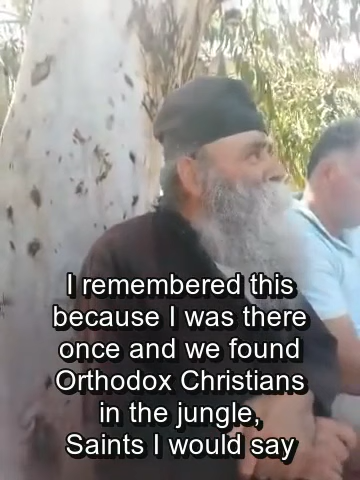 I remembered this
because I was there
once and we found
Orthodox Christians
in the jungle,
Saints I would say